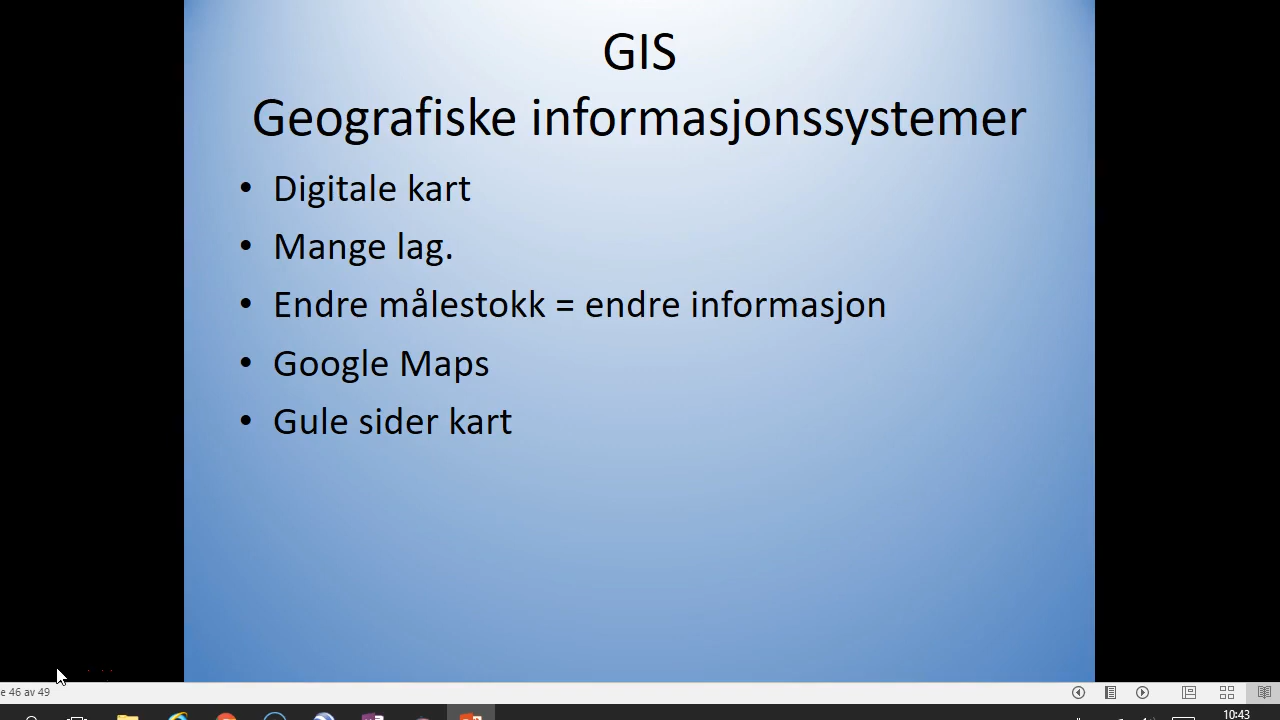 GIS
Geografiske informasjonssystemer
• Digitale kart
• Mange lag.
• Endre målestokk = endre informasjon
• Google Maps
• Gule sider kart
e 46 av 49
10:43